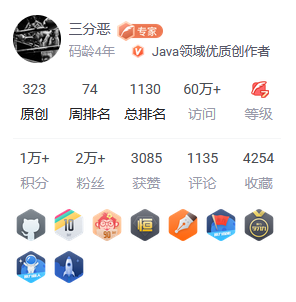 三分恶 专家
码龄4年 Java领域优质创作者
323 74 1130 60万+
原创 周排名 总排名 访问 等级
1万+ 2万+ 3085 1135 4254
积分 粉丝 获赞 评论 收藏
10 恒